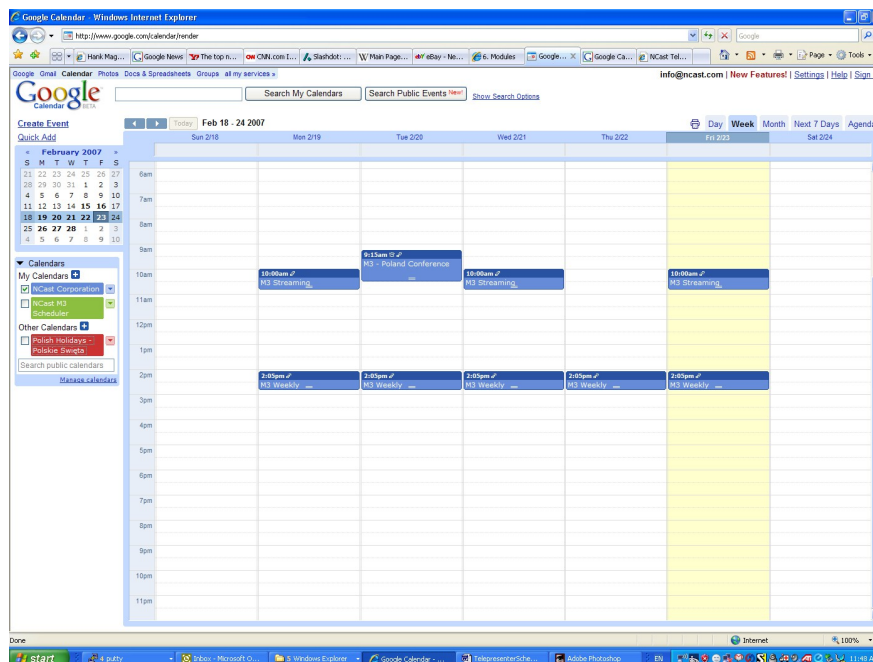 Google Calendar - Windows Internet Explorer
http://www.google.com/calendar/render
Google
Hank Mag...
Google News
The top n...
CNN.com I...
Slashdot: ...
Main Page...
eBay - Ne...
6. Modules
Google...
Google Ca...
NCast Tel...
Page
Tools
Google Gmail Calendar Photos Docs & Spreadsheets Groups all my services »
info@ncast.com | New Features! | Settings | Help | Sign
Google
Calendar BETA
Search My Calendars
Search Public Events New!
Show Search Options
Create Event
Quick Add
Today
Feb 18 - 24 2007
Day Week Month Next 7 Days Agenda
Sun 2/18 Mon 2/19 Tue 2/20 Wed 2/21 Thu 2/22 Fri 2/23 Sat 2/24
« February 2007 »
S M T W T F S
21 22 23 24 25 26 27
28 29 30 31 1 2 3
4 5 6 7 8 9 10
11 12 13 14 15 16 17
18 19 20 21 22 23 24
25 26 27 28 1 2 3
4 5 6 7 8 9 10
Calendars
My Calendars
NCast Corporation
NCast M3
Scheduler
Other Calendars
Polish Holidays -
Polskie Święta
Search public calendars
Manage calendars
6am
7am
8am
9am
9:15am
M3 - Poland Conference
10am
10:00am
M3 Streaming
10:00am
M3 Streaming
10:00am
M3 Streaming
11am
12pm
1pm
2pm
2:05pm
M3 Weekly
2:05pm
M3 Weekly
2:05pm
M3 Weekly
2:05pm
M3 Weekly
2:05pm
M3 Weekly
3pm
4pm
5pm
6pm
7pm
8pm
9pm
10pm
11pm
Done
Internet
100%
start
4 putty
Inbox - Microsoft O...
5 Windows Explorer
Google Calendar - ...
TelepresenterSche...
Adobe Photoshop
EN
11:48 A